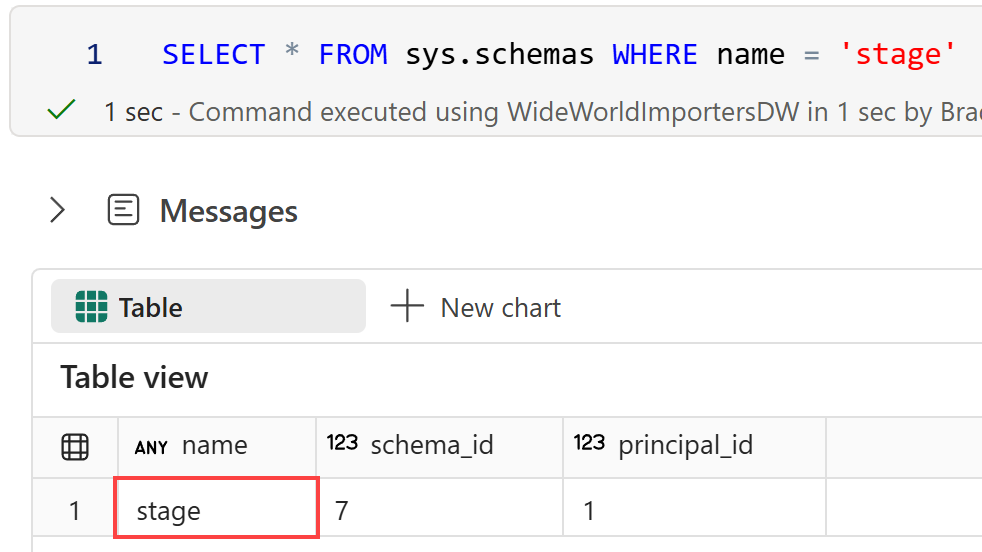 1 SELECT * FROM sys.schemas WHERE name = 'stage'
1 sec - Command executed using WideWorldImportersDW in 1 sec by
Messages
Table New chart
Table view
ANY name 123 schema_id 123 principal_id
1 stage 7 1